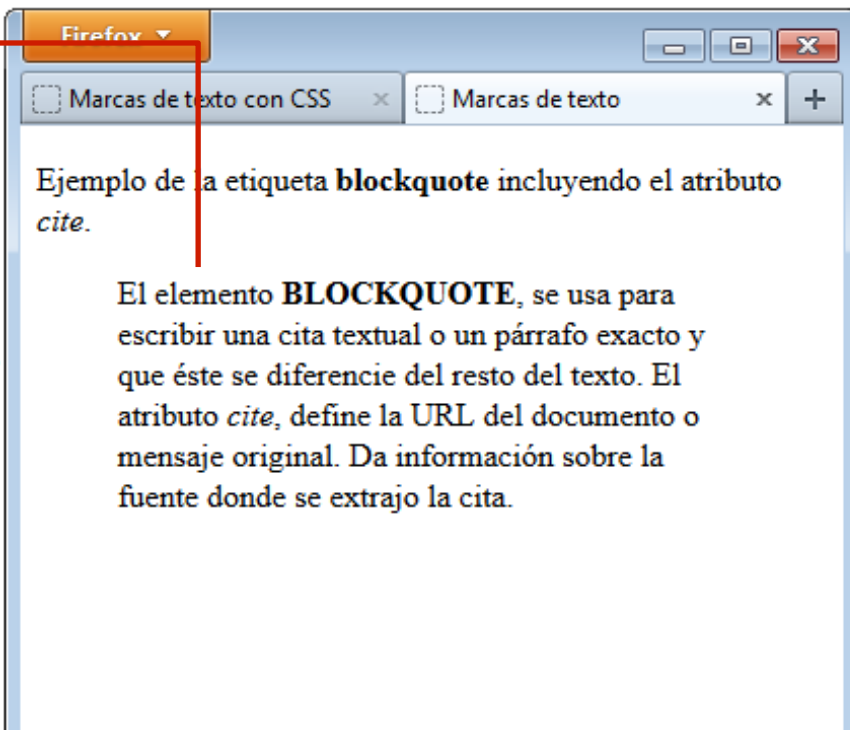 Firefox
Marcas de texto con CSS
Marcas de texto
Ejemplo de la etiqueta blockquote incluyendo el atributo
cite.
El elemento BLOCKQUOTE, se usa para
escribir una cita textual o un párrafo exacto y
que éste se diferencie del resto del texto. El
atributo cite, define la URL del documento o
mensaje original. Da información sobre la
fuente donde se extrajo la cita.